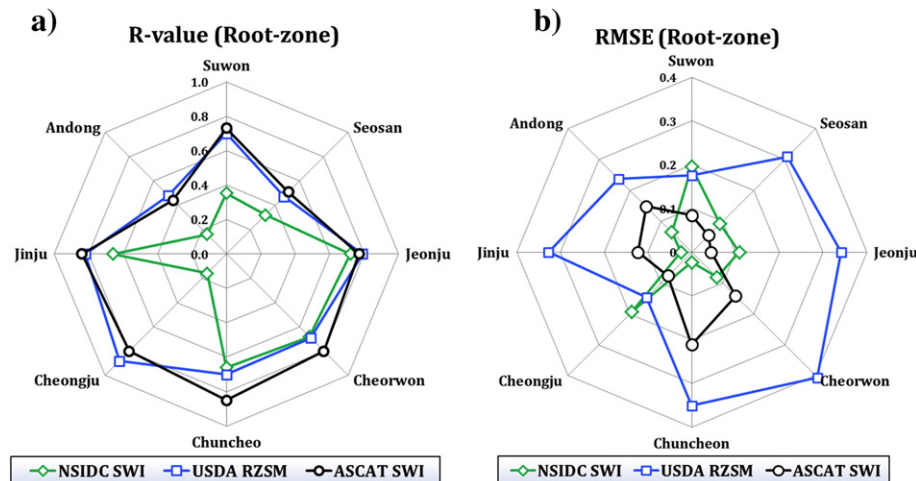 a)
R-value (Root-zone)
Suwon
1.0
0.8
0.6
0.4
0.2
0.0
Andong
Seosan
Jinju
Jeonju
Cheongju
Cheorwon
Chuncheo
NSIDC SWI
USDA RZSM
ASCAT SWI
b)
RMSE (Root-zone)
Suwon
0.4
0.3
0.2
0.1
0
Andong
Seosan
Jinju
Jeonju
Cheongju
Cheorwon
Chuncheon
NSIDC SWI
USDA RZSM
ASCAT SWI